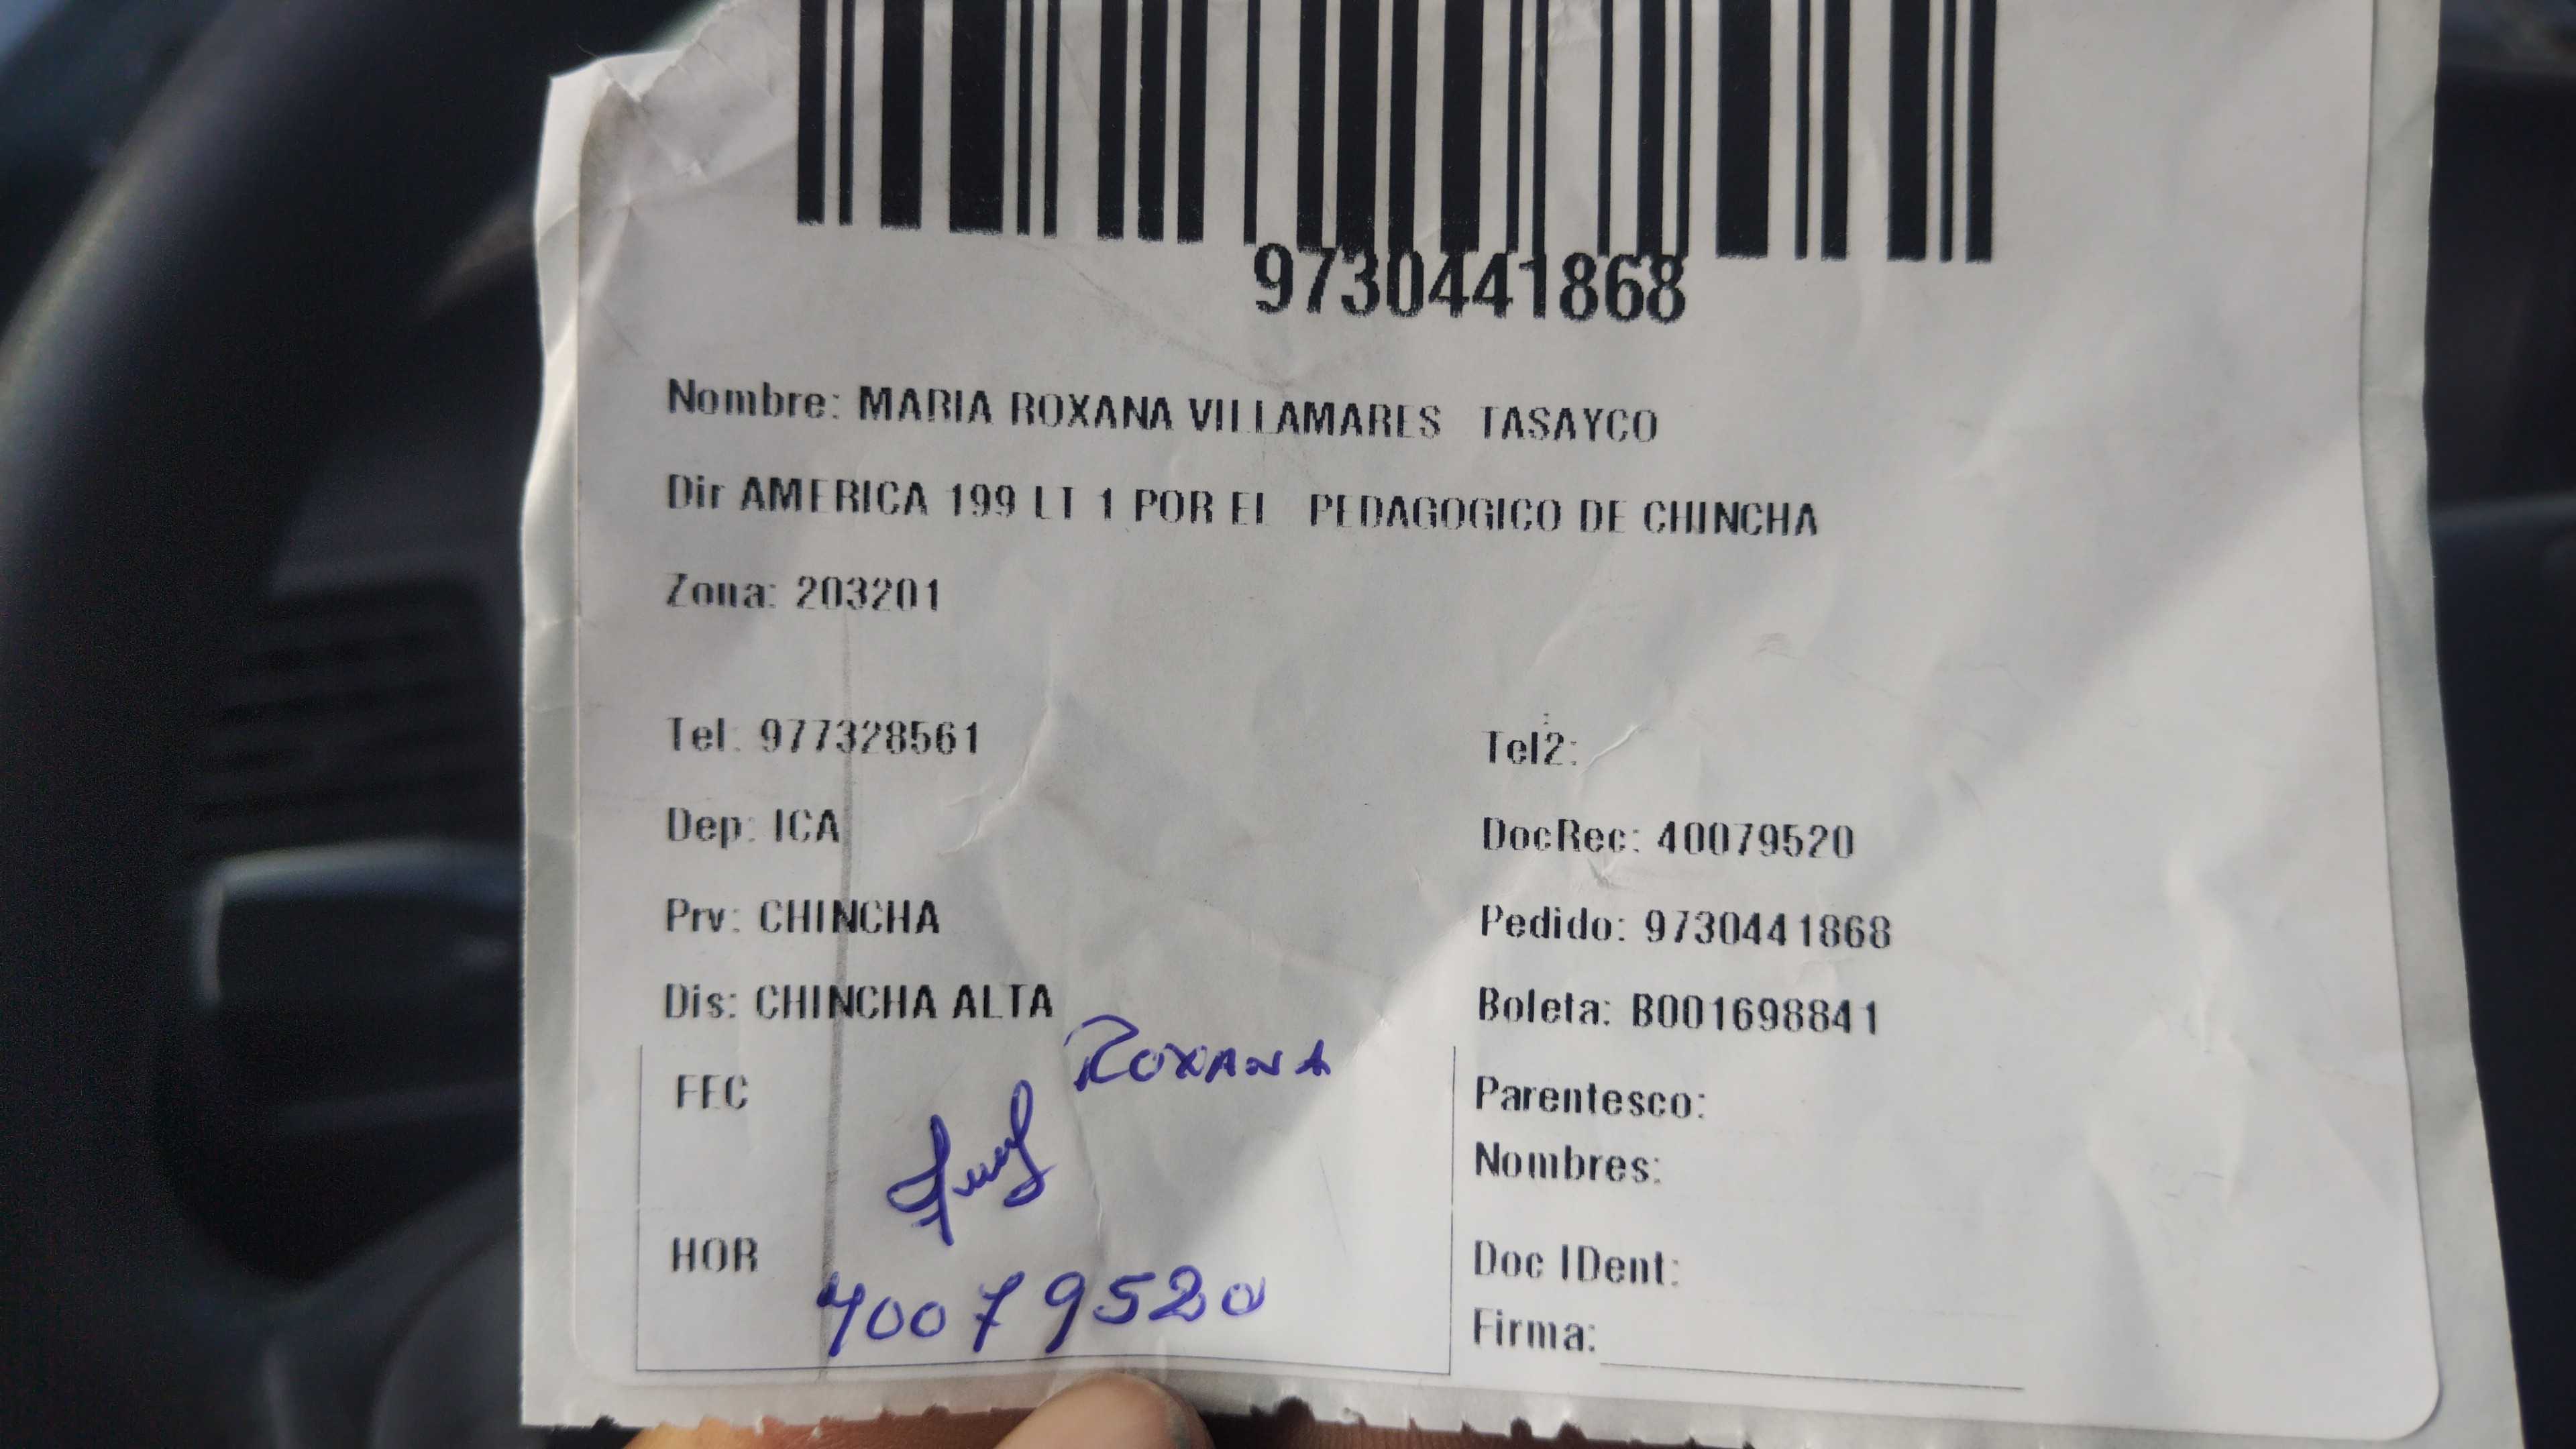 9730441868
Nombre: MARIA ROXANA VILLAMARES TASAYCO
Dir AMERICA 199 LT 1 POR EL PEDAGOGICO DE CHINCHA
Zona: 203201
Tel: 977328561
Tel2:
Dep: ICA
DocRec: 40079520
Prv: CHINCHA
Pedido: 9730441868
Dis: CHINCHA ALTA
Boleta: B001698841
ROXANA
FEC
Parentesco:
Nombres:
HOR
Doc IDent:
40079520
Firma: